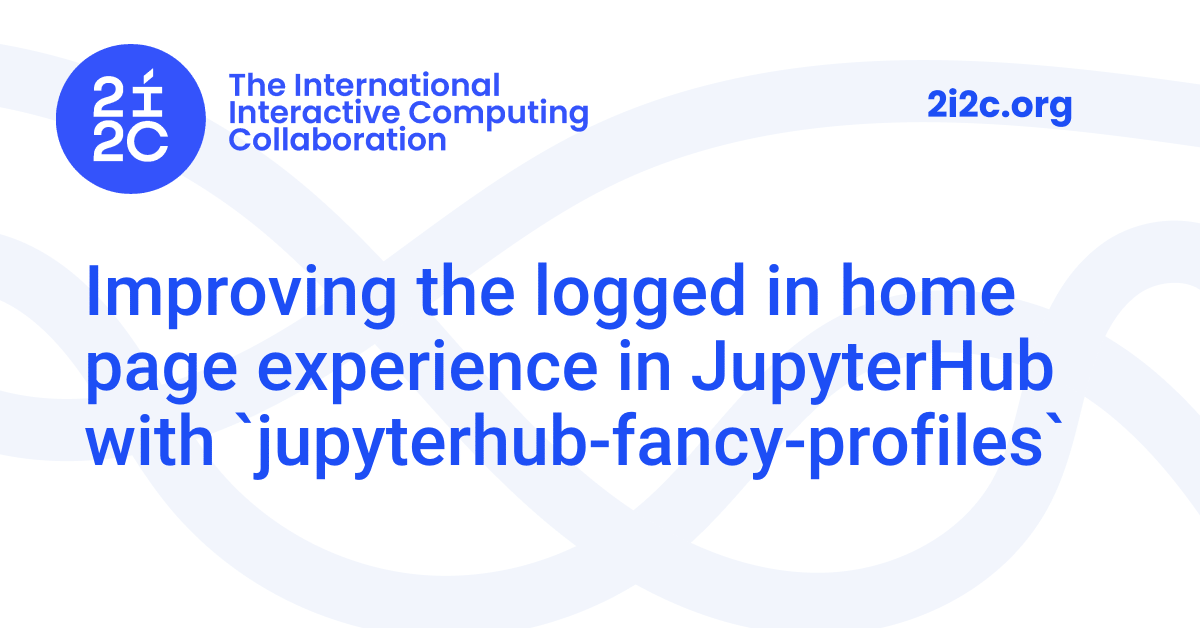 2i
2c
The International
Interactive Computing
Collaboration
2i2c.org
Improving the logged in home
page experience in JupyterHub
with `jupyterhub-fancy-profiles`